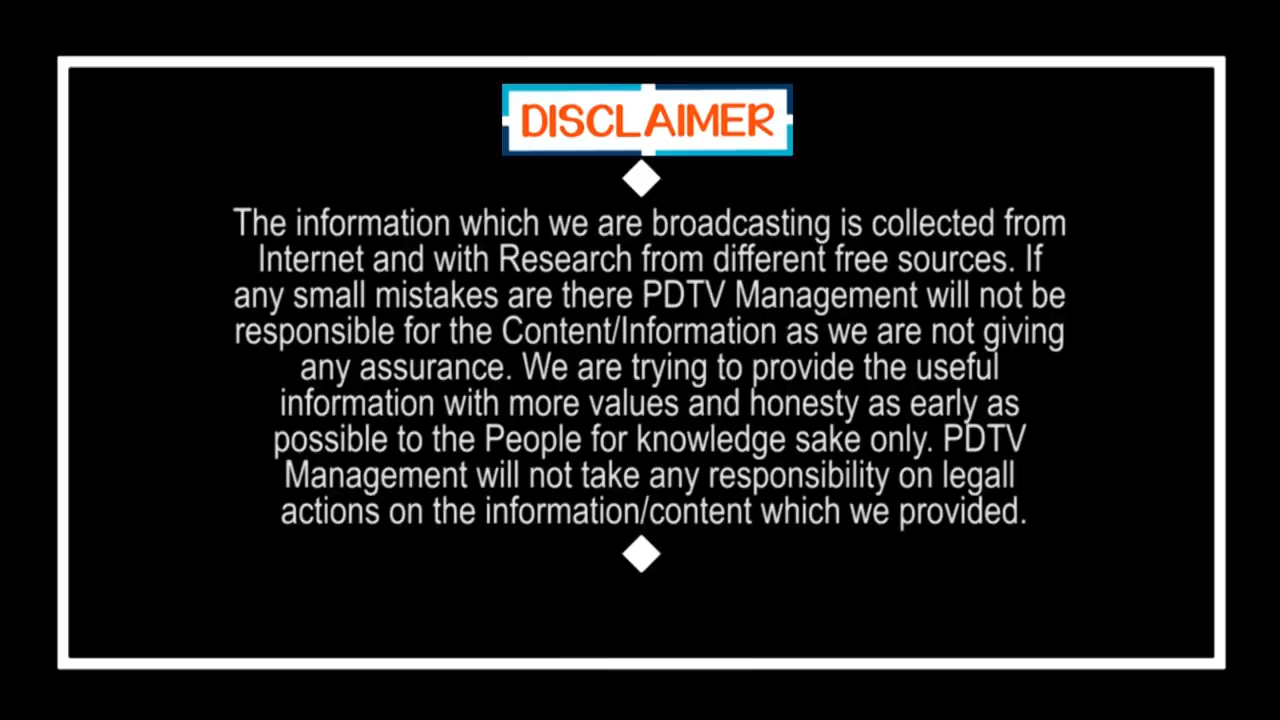 DISCLAIMER
The information which we are broadcasting is collected from
Internet and with Research from different free sources. If
any small mistakes are there PDTV Management will not be
responsible for the Content/Information as we are not giving
any assurance. We are trying to provide the useful
information with more values and honesty as early as
possible to the People for knowledge sake only. PDTV
Management will not take any responsibility on legall
actions on the information/content which we provided.